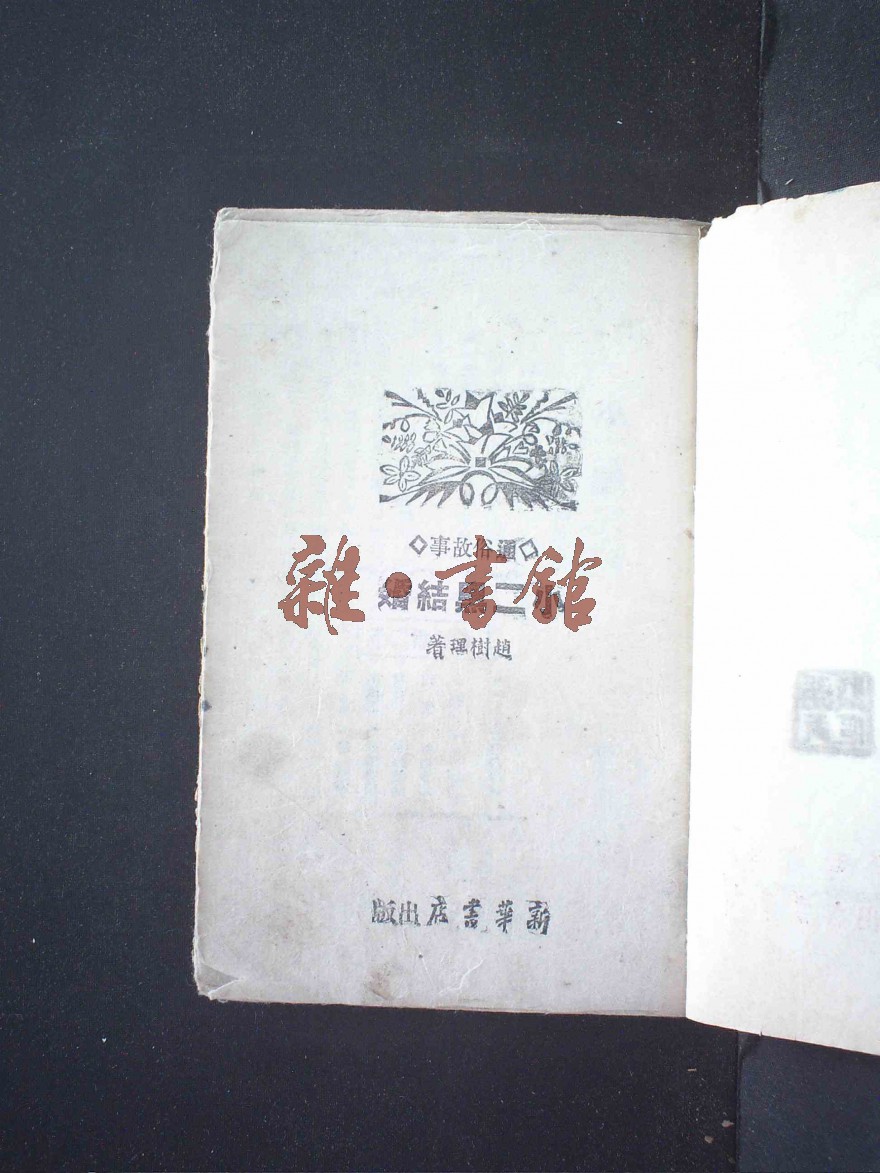 ◇通俗故事◇
雜·書館
小二黑結婚
趙樹理著
新華書店出版